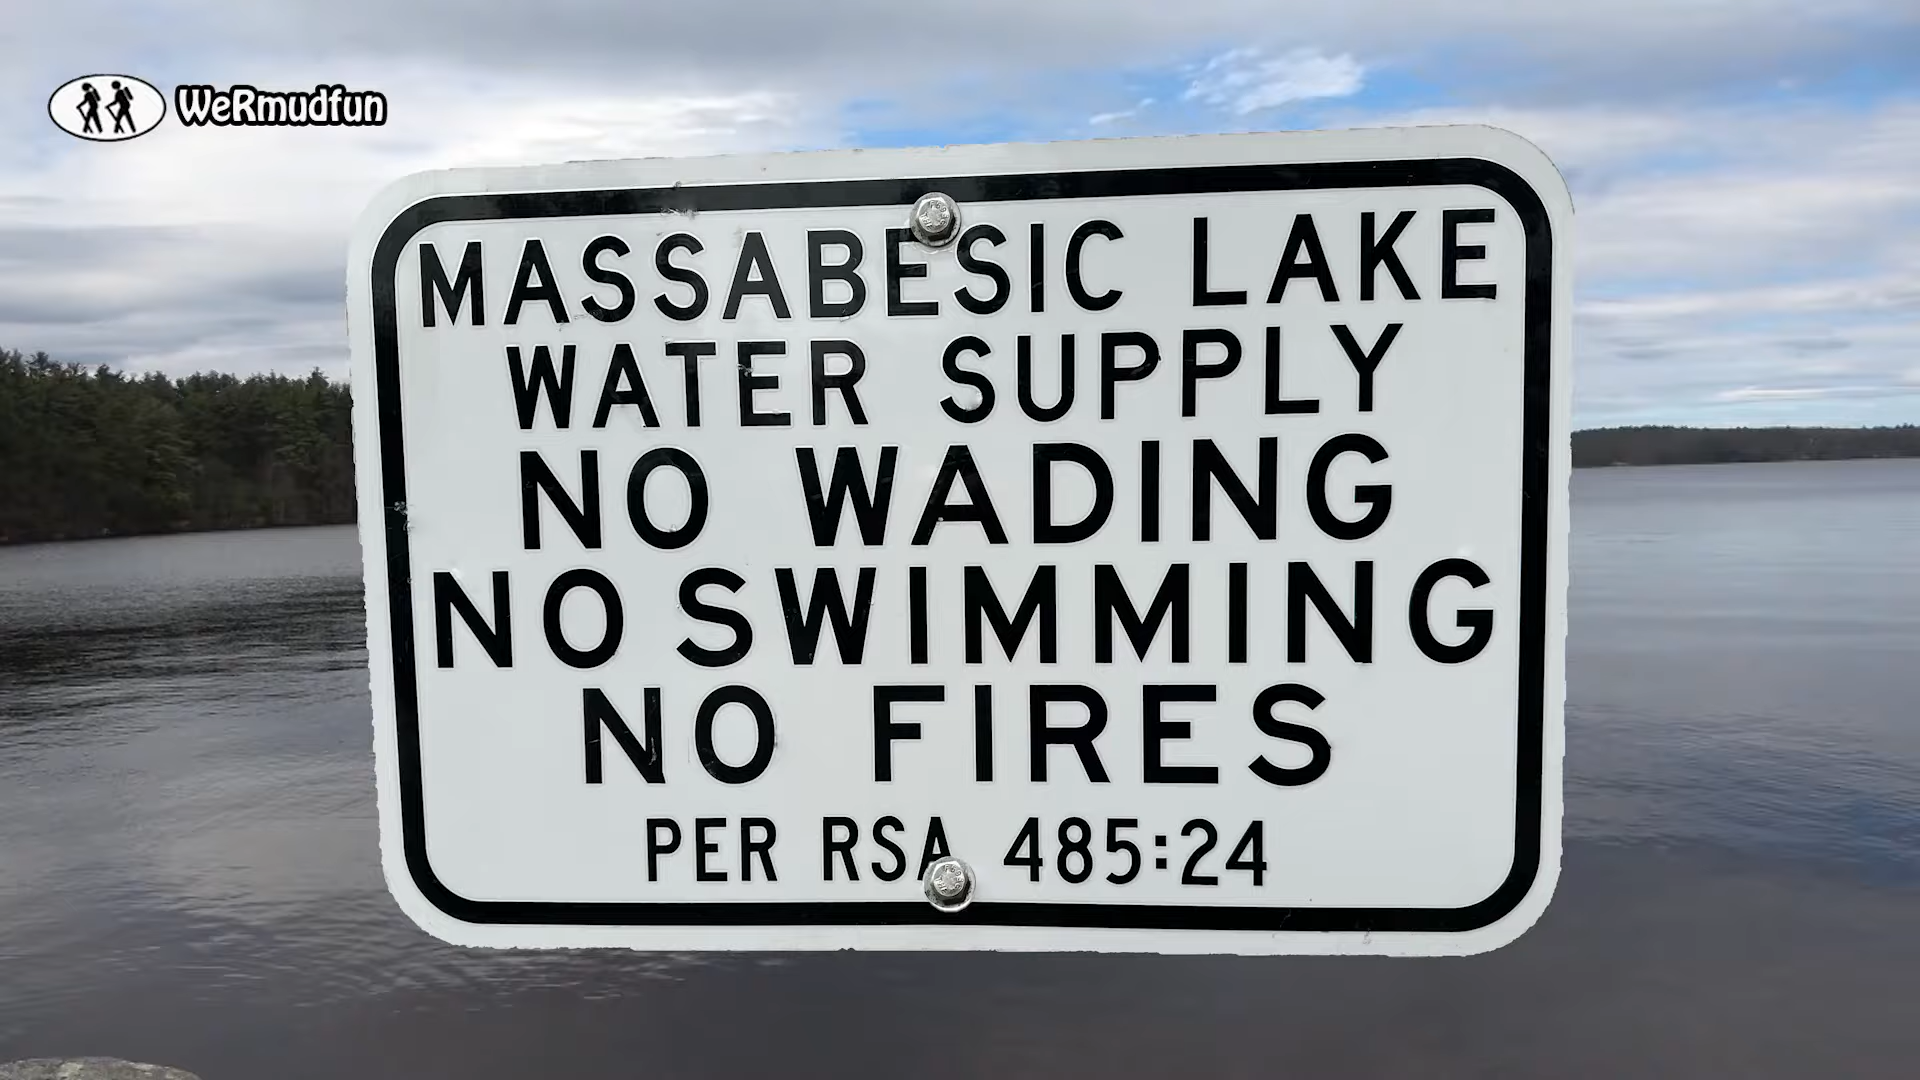 WeRmudfun
MASSABESIC LAKE
WATER SUPPLY
NO WADING
NO SWIMMING
NO FIRES
PER RSA 485:24